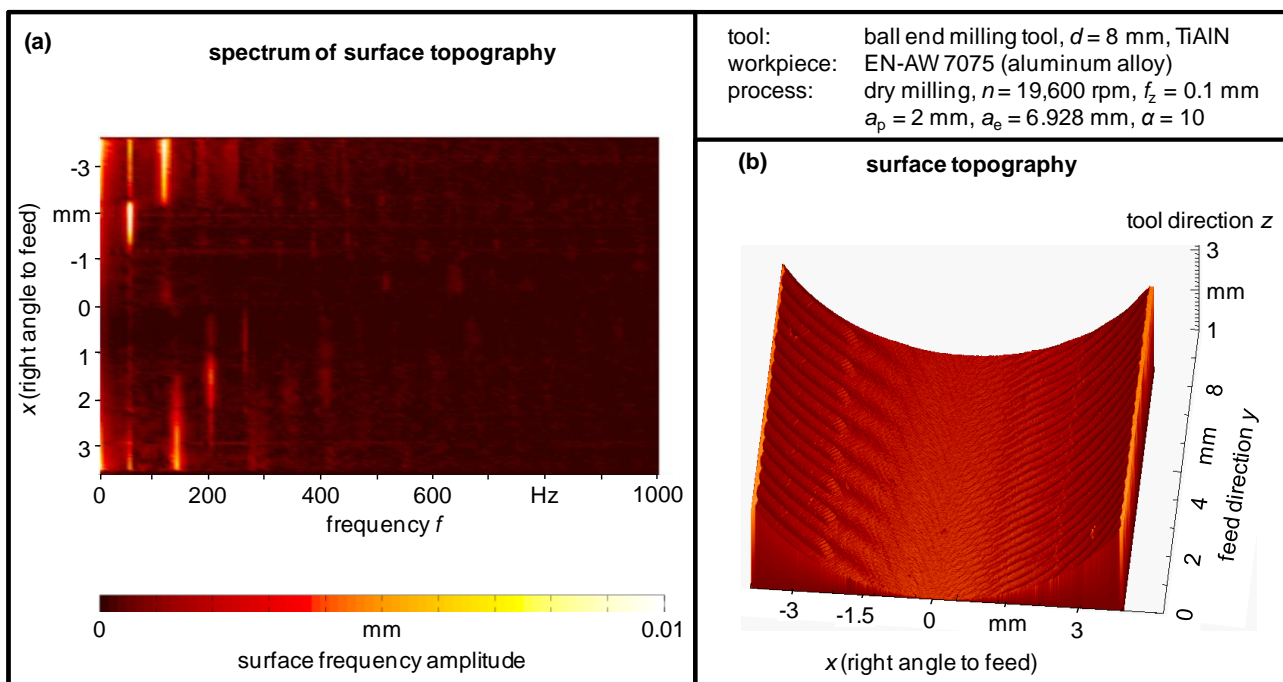 (a)
spectrum of surface topography
-3
mm
-1
0
1
2
3
x (right angle to feed)
0 200 400 600 Hz 1000
frequency f
0 mm 0.01
surface frequency amplitude
tool: ball end milling tool, d = 8 mm, TiAlN
workpiece: EN-AW 7075 (aluminum alloy)
process: dry milling, n = 19,600 rpm, fz = 0.1 mm
ap = 2 mm, ae = 6.928 mm, α = 10
(b) surface topography
tool direction z
3
mm
1
8
mm
4
2
0
feed direction y
-3 -1.5 0 mm 3
x (right angle to feed)